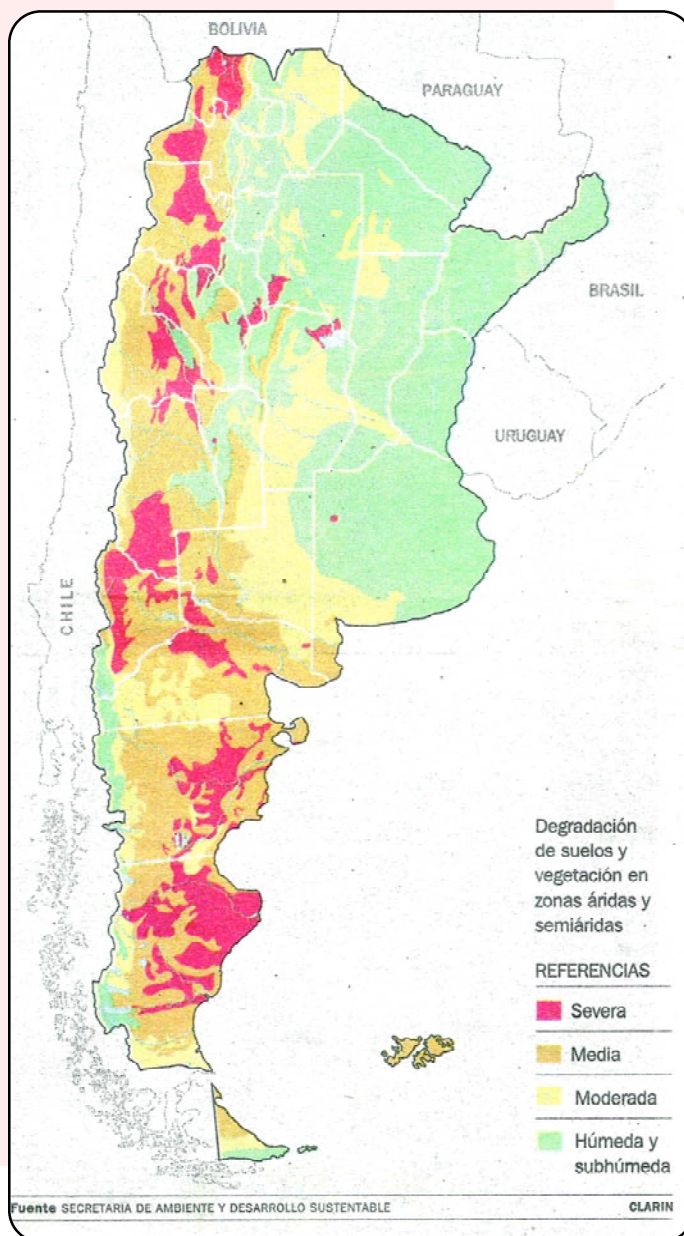 BOLIVIA
PARAGUAY
BRASIL
URUGUAY
CHILE
Degradación
de suelos y
vegetación en
zonas áridas y
semiáridas
REFERENCIAS
Severa
Media
Moderada
Húmeda y
subhúmeda
Fuente SECRETARIA DE AMBIENTE Y DESARROLLO SUSTENTABLE
CLARIN